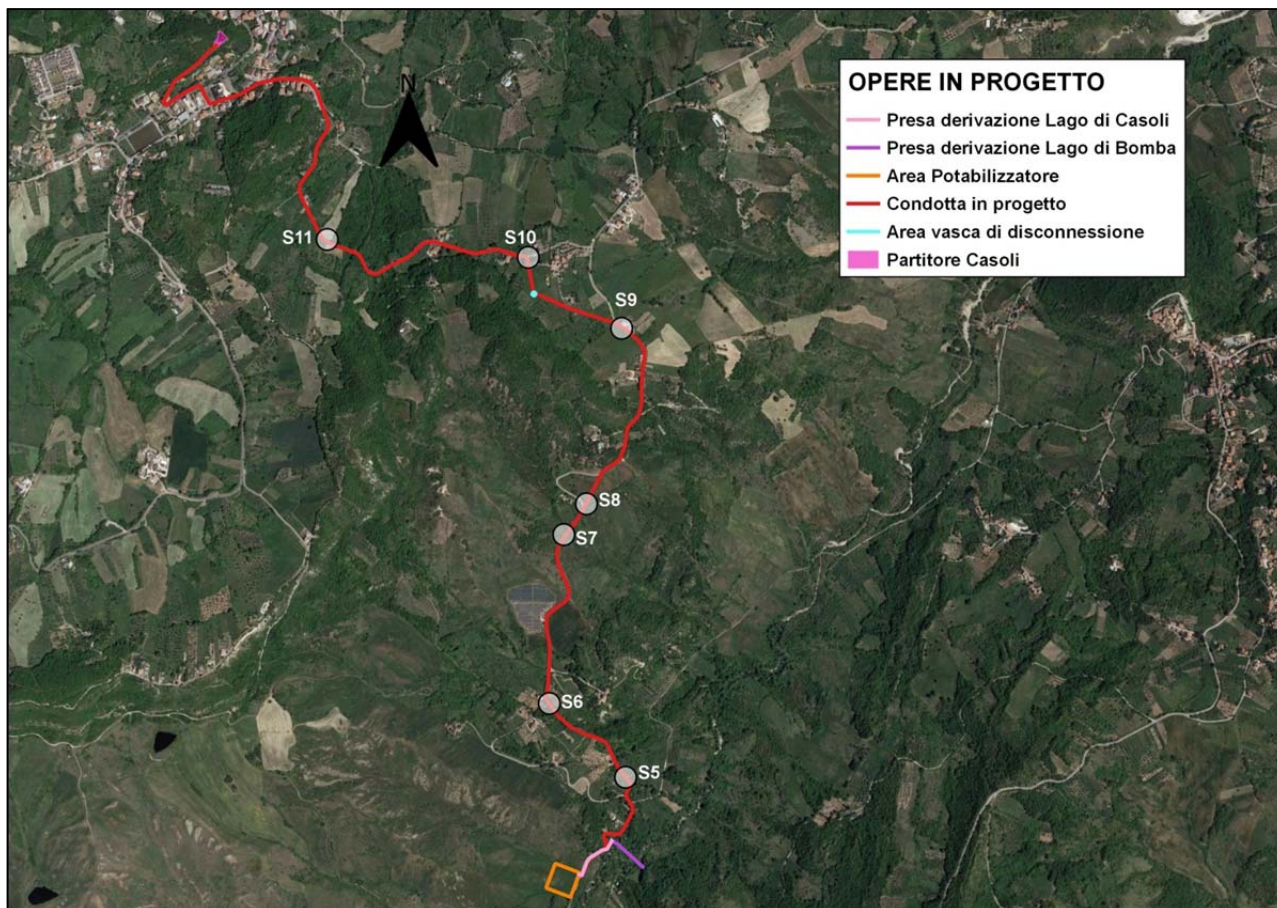 N
OPERE IN PROGETTO
Presa derivazione Lago di Casoli
Presa derivazione Lago di Bomba
Area Potabilizzatore
Condotta in progetto
Area vasca di disconnessione
Partitore Casoli
S11
S10
S9
S8
S7
S6
S5